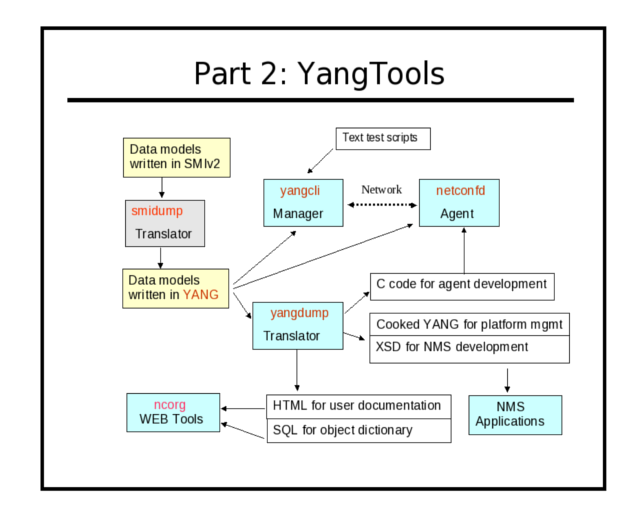 Part 2: YangTools
Text test scripts
Data models
written in SMIv2
yangcli
Manager
Network
netconfd
Agent
smidump
Translator
Data models
written in YANG
C code for agent development
yangdump
Translator
Cooked YANG for platform mgmt
XSD for NMS development
ncorg
WEB Tools
HTML for user documentation
SQL for object dictionary
NMS
Applications